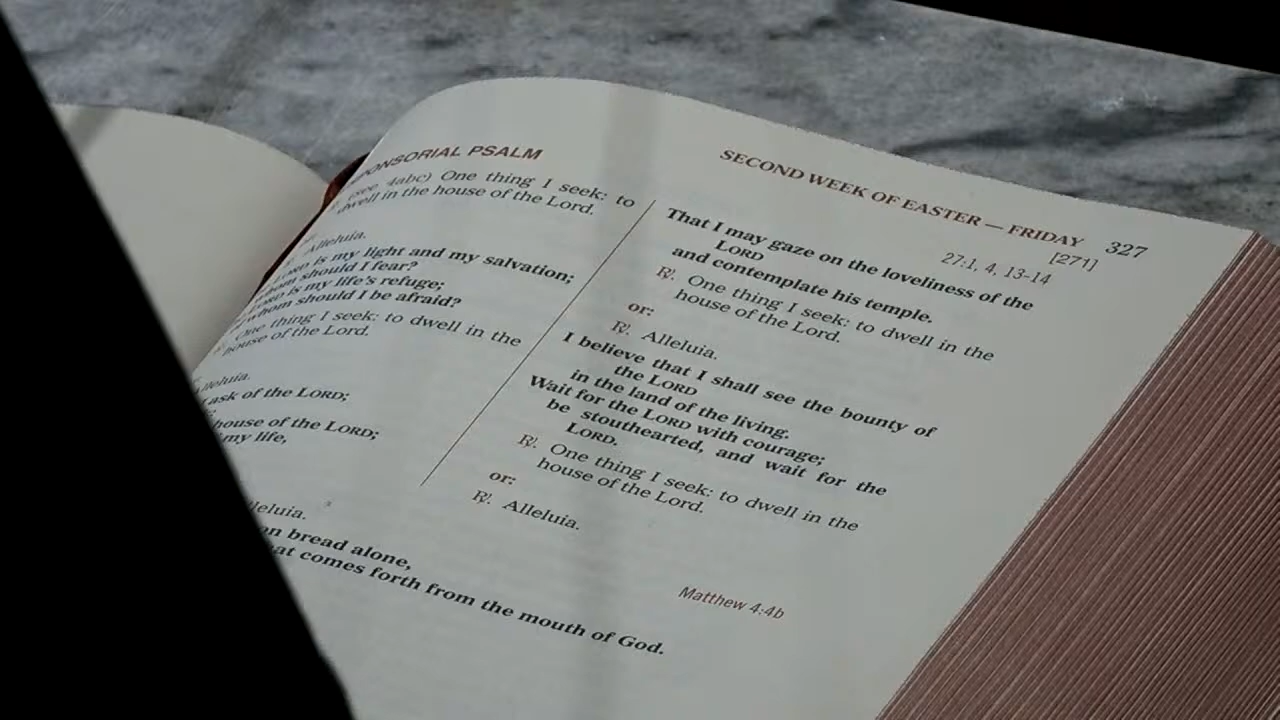 SECOND WEEK OF EASTER — FRIDAY 327
[271]
PSALM
27:1, 4, 13-14
(see 4abc) One thing I seek: to
dwell in the house of the Lord.
Alleluia.
is my light and my salvation;
should I fear?
is my life's refuge;
whom should I be afraid?
One thing I seek: to dwell in the
house of the Lord.
Alleluia.
ask of the LORD;
house of the LORD;
my life,
That I may gaze on the loveliness of the
LORD
and contemplate his temple.
R⁄. One thing I seek: to dwell in the
house of the Lord.
or:
R⁄. Alleluia.
I believe that I shall see the bounty of
the LORD
in the land of the living.
Wait for the LORD with courage;
be stouthearted, and wait for the
LORD.
R⁄. One thing I seek: to dwell in the
house of the Lord.
or:
R⁄. Alleluia.
Matthew 4:4b
on bread alone,
comes forth from the mouth of God.